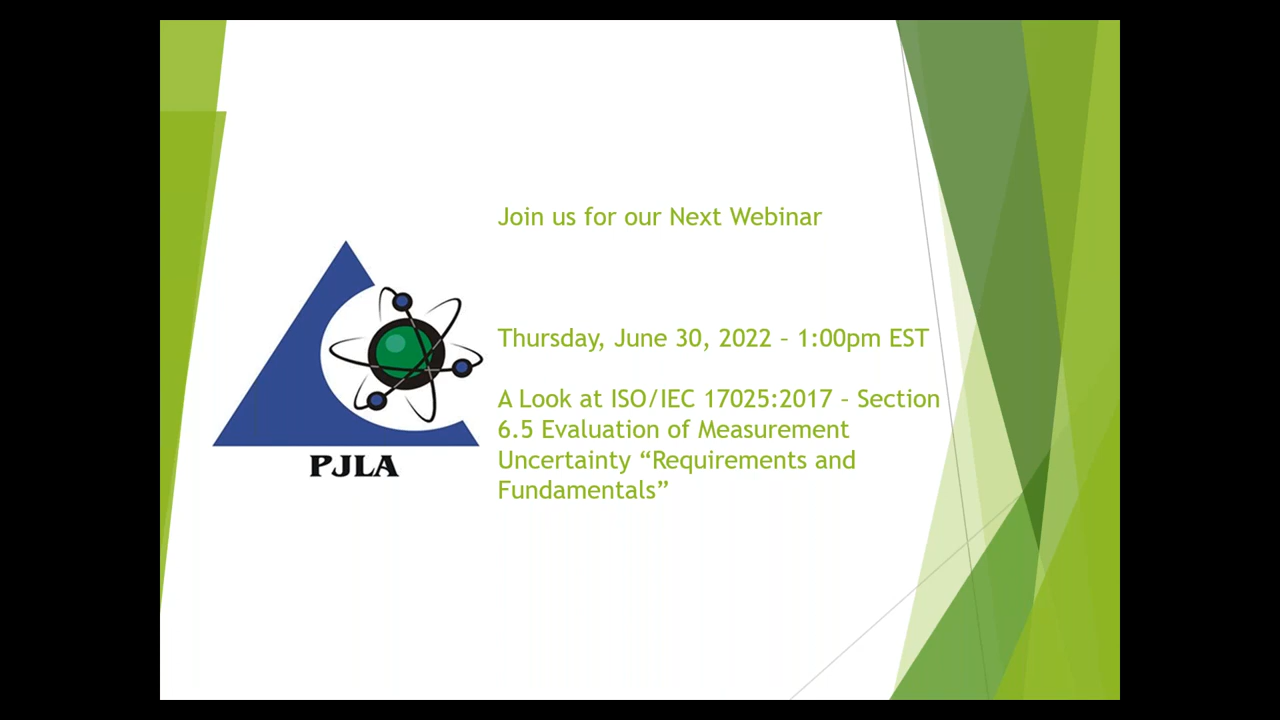 Join us for our Next Webinar
Thursday, June 30, 2022 – 1:00pm EST
A Look at ISO/IEC 17025:2017 – Section
6.5 Evaluation of Measurement
Uncertainty “Requirements and
Fundamentals”
PJLA